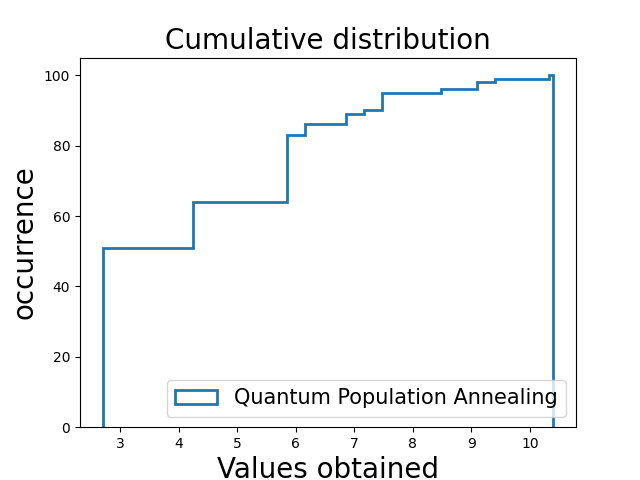 Cumulative distribution
occurrence
100
80
60
40
20
0
Quantum Population Annealing
3 4 5 6 7 8 9 10
Values obtained